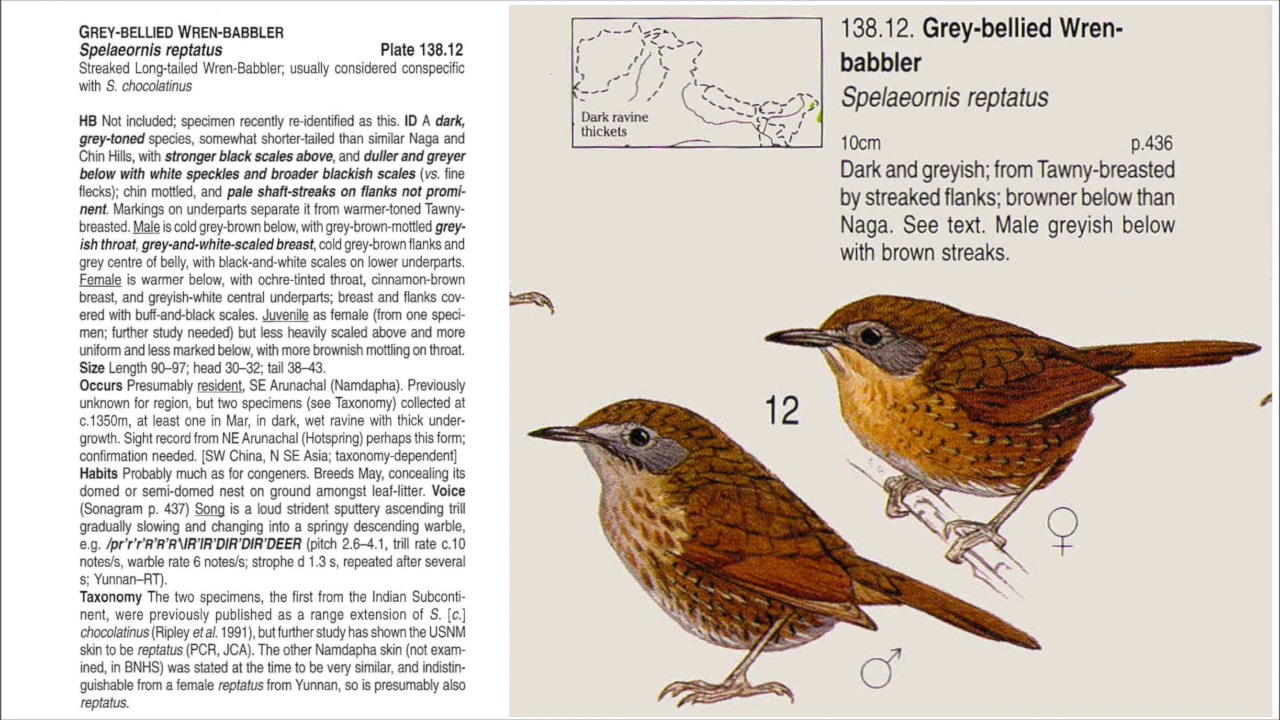 GREY-BELLIED WREN-BABBLER
Spelaeornis reptatus Plate 138.12
Streaked Long-tailed Wren-Babbler; usually considered conspecific
with S. chocolatinus
HB Not included; specimen recently re-identified as this. ID A dark,
grey-toned species, somewhat shorter-tailed than similar Naga and
Chin Hills, with stronger black scales above, and duller and greyer
below with white speckles and broader blackish scales (vs. fine
flecks); chin mottled, and pale shaft-streaks on flanks not promi-
nent. Markings on underparts separate it from warmer-toned Tawny-
breasted. Male is cold grey-brown below, with grey-brown-mottled grey-
ish throat, grey-and-white-scaled breast, cold grey-brown flanks and
grey centre of belly, with black-and-white scales on lower underparts.
Female is warmer below, with ochre-tinted throat, cinnamon-brown
breast, and greyish-white central underparts; breast and flanks cov-
ered with buff-and-black scales. Juvenile as female (from one speci-
men; further study needed) but less heavily scaled above and more
uniform and less marked below, with more brownish mottling on throat.
Size Length 90–97; head 30–32; tail 38–43.
Occurs Presumably resident, SE Arunachal (Namdapha). Previously
unknown for region, but two specimens (see Taxonomy) collected at
c.1350m, at least one in Mar, in dark, wet ravine with thick under-
growth. Sight record from NE Arunachal (Hotspring) perhaps this form;
confirmation needed. [SW China, N SE Asia; taxonomy-dependent]
Habits Probably much as for congeners. Breeds May, concealing its
domed or semi-domed nest on ground amongst leaf-litter. Voice
(Sonagram p. 437) Song is a loud strident sputtery ascending trill
gradually slowing and changing into a springy descending warble,
e.g. /pr'r'r'R'R'R\IR'IR'DIR'DIR'DEER (pitch 2.6–4.1, trill rate c.10
notes/s, warble rate 6 notes/s; strophe d 1.3 s, repeated after several
s; Yunnan–RT).
Taxonomy The two specimens, the first from the Indian Subconti-
nent, were previously published as a range extension of S. [c.]
chocolatinus (Ripley et al. 1991), but further study has shown the USNM
skin to be reptatus (PCR, JCA). The other Namdapha skin (not exam-
ined, in BNHS) was stated at the time to be very similar, and indistin-
guishable from a female reptatus from Yunnan, so is presumably also
reptatus.
Dark ravine
thickets
138.12. Grey-bellied Wren-
babbler
Spelaeornis reptatus
10cm p.436
Dark and greyish; from Tawny-breasted
by streaked flanks; browner below than
Naga. See text. Male greyish below
with brown streaks.
12
♀
♂